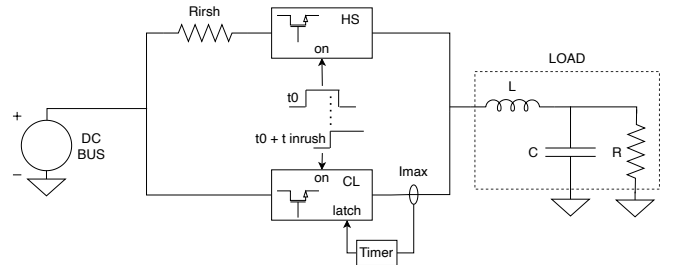 Rirsh
HS
on
LOAD
L
t0
+
DC
BUS
−
t0 + t inrush
on
CL
Imax
C
R
latch
Timer